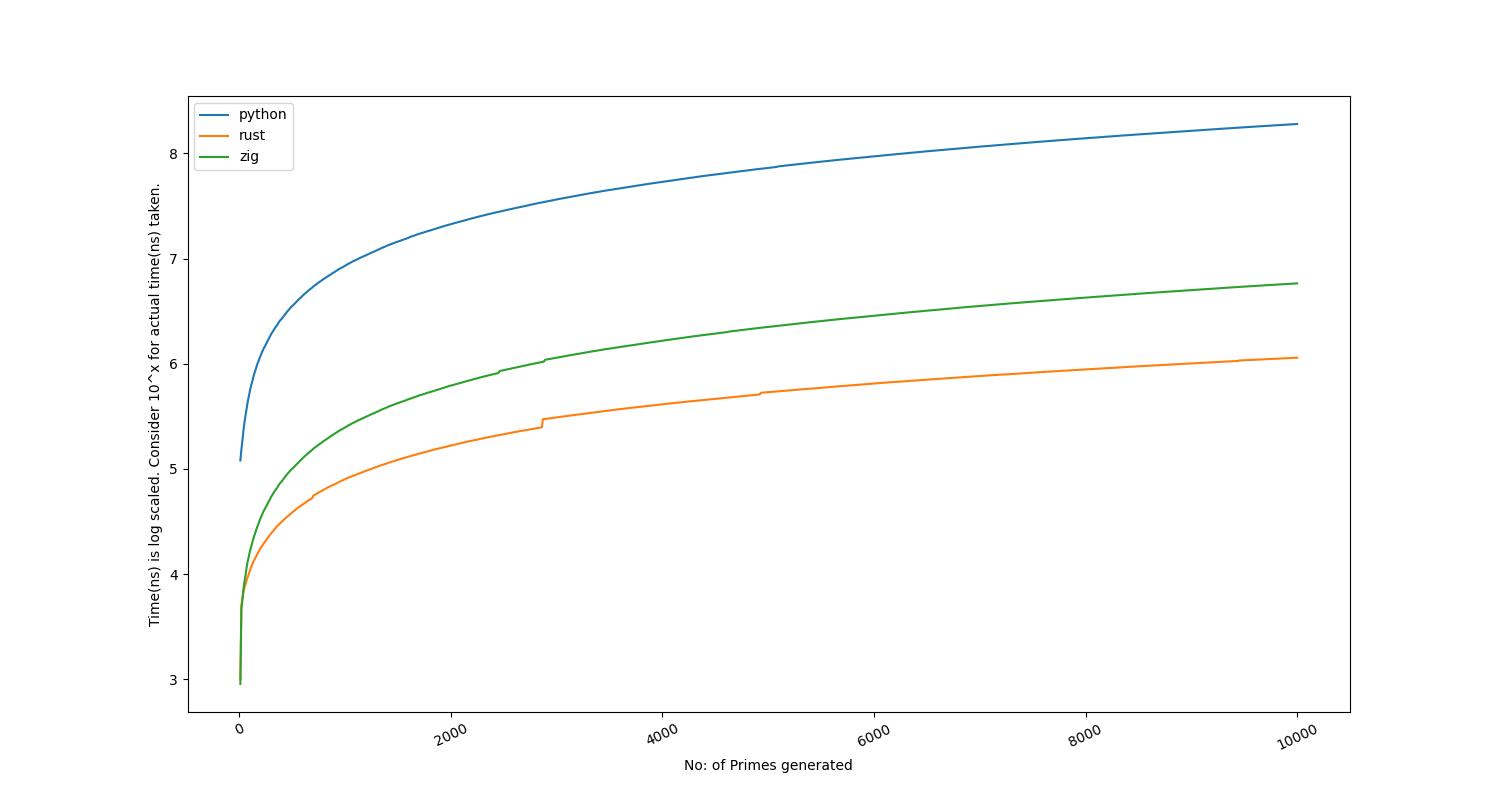 python
rust
zig
8
7
6
5
4
3
Time(ns) is log scaled. Consider 10^x for actual time(ns) taken.
0
2000
4000
6000
8000
10000
No: of Primes generated